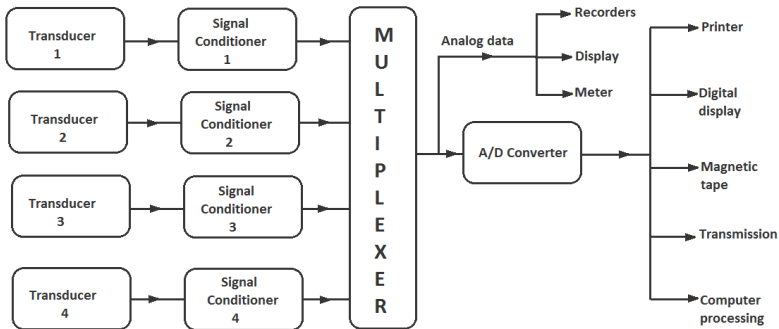 Transducer
1
Signal
Conditioner
1
Transducer
2
Signal
Conditioner
2
Transducer
3
Signal
Conditioner
3
Transducer
4
Signal
Conditioner
4
MULTIPLEXER
Analog data
Recorders
Display
Meter
A/D Converter
Printer
Digital
display
Magnetic
tape
Transmission
Computer
processing